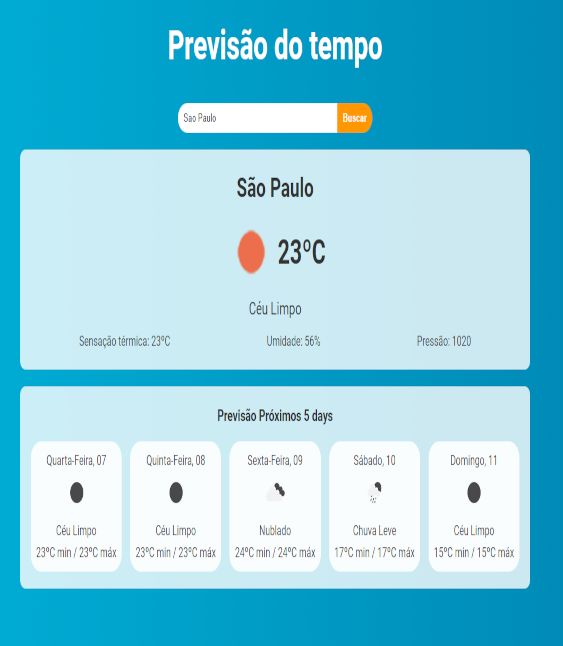 Previsão do tempo
Sao Paulo
Buscar
São Paulo
23ºC
Céu Limpo
Sensação térmica: 23ºC
Umidade: 56%
Pressão: 1020
Previsão Próximos 5 days
Quarta-Feira, 07
Céu Limpo
23ºC min / 23ºC máx
Quinta-Feira, 08
Céu Limpo
23ºC min / 23ºC máx
Sexta-Feira, 09
Nublado
24ºC min / 24ºC máx
Sábado, 10
Chuva Leve
17ºC min / 17ºC máx
Domingo, 11
Céu Limpo
15ºC min / 15ºC máx